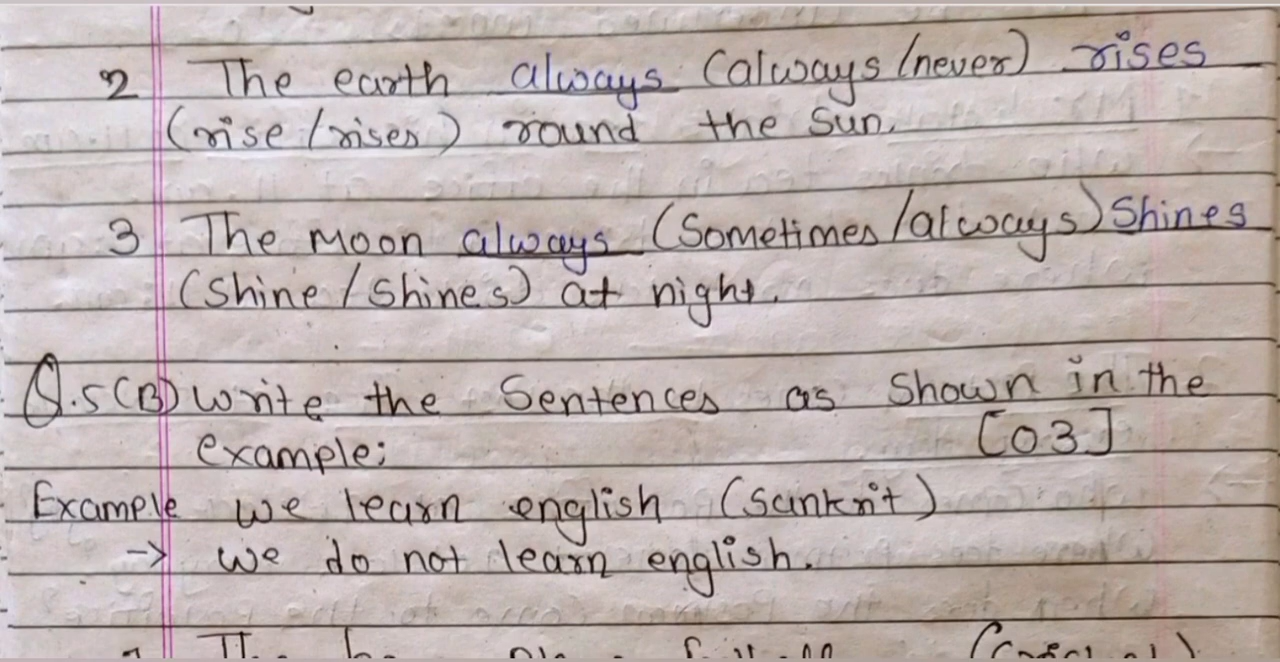 2 The earth always (always/never) rises
(rise/rises) round the sun.
3 The Moon always (Sometimes/always) Shines
(Shine/Shines) at night.
Q.5(B) Write the Sentences as Shown in the
example: [03]
Example we learn english (Sanknit)
→ we do not learn english.